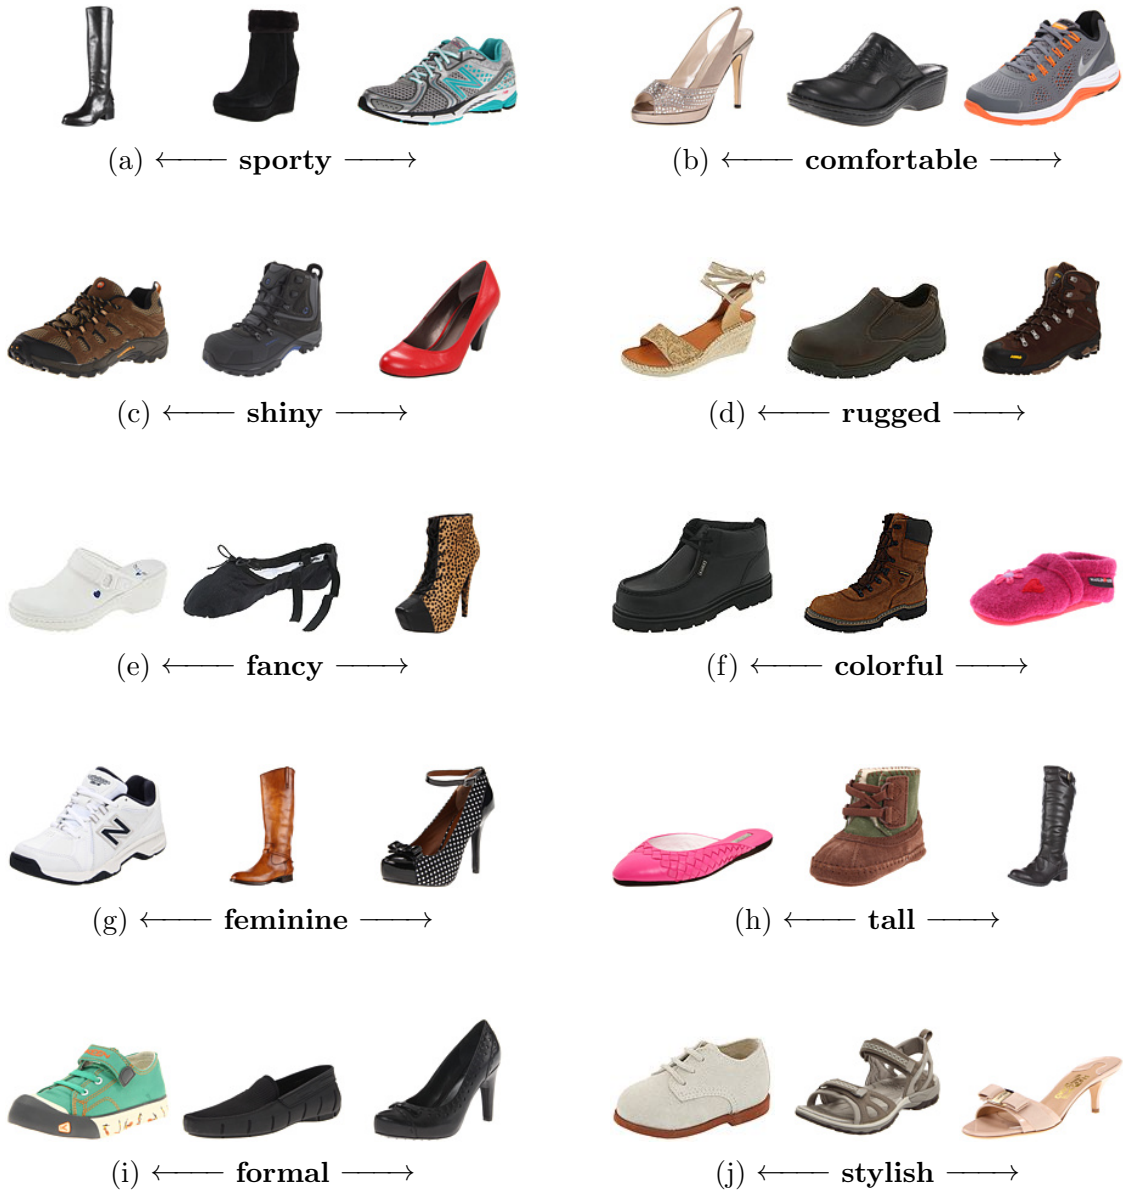 (a) ⟵ sporty ⟶
(b) ⟵ comfortable ⟶
(c) ⟵ shiny ⟶
(d) ⟵ rugged ⟶
(e) ⟵ fancy ⟶
(f) ⟵ colorful ⟶
(g) ⟵ feminine ⟶
(h) ⟵ tall ⟶
(i) ⟵ formal ⟶
(j) ⟵ stylish ⟶